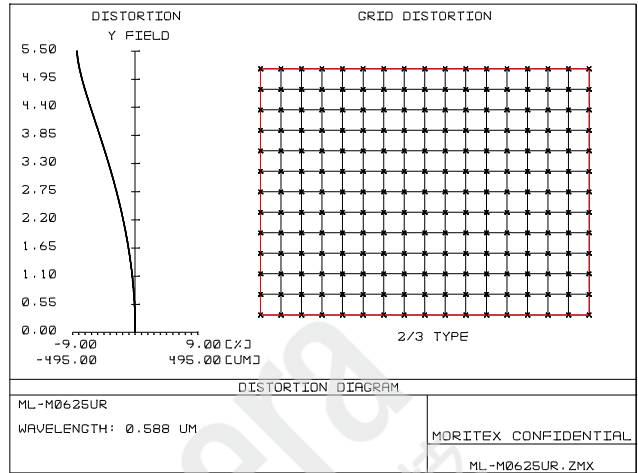 DISTORTION
Y FIELD
GRID DISTORTION
5.50
4.95
4.40
3.85
3.30
2.75
2.20
1.65
1.10
0.55
0.00
-9.00 9.00 [%]
-495.00 495.00 [UM]
2/3 TYPE
DISTORTION DIAGRAM
ML-M0625UR
WAVELENGTH: 0.588 UM
MORITEX CONFIDENTIAL
ML-M0625UR.ZMX